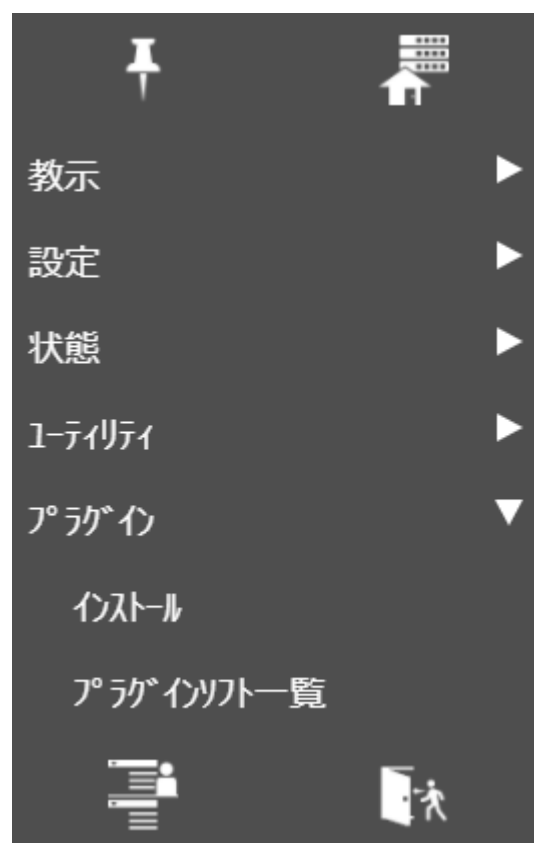 教示
設定
状態
ﾕｰﾃｨﾘﾃｨ
ﾌﾟﾗｸﾞｲﾝ
ｲﾝｽﾄｰﾙ
ﾌﾟﾗｸﾞｲﾝｿﾌﾄ一覧